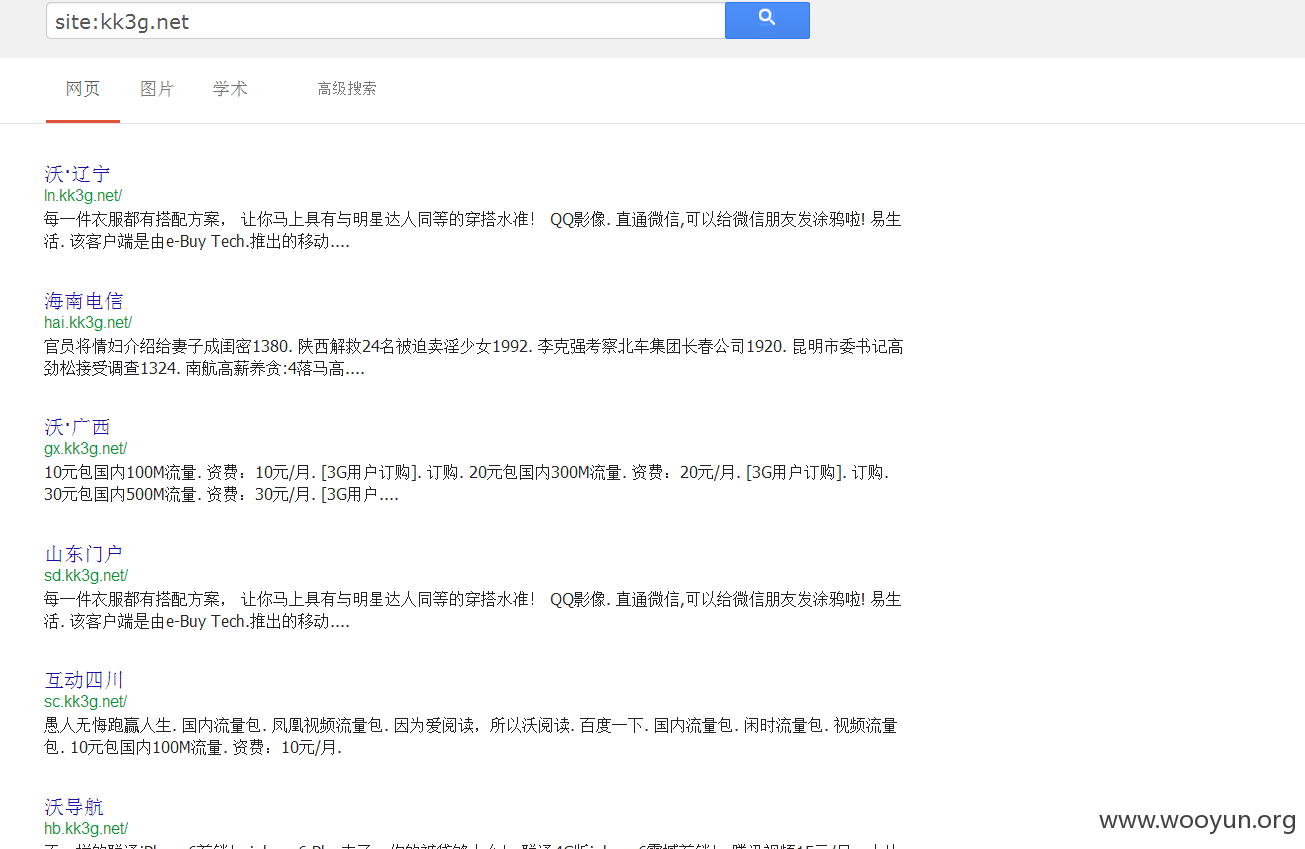 site:kk3g.net
网页 图片 学术 高级搜索
沃·辽宁
ln.kk3g.net/
每一件衣服都有搭配方案， 让你马上具有与明星达人同等的穿搭水准！ QQ影像. 直通微信,可以给微信朋友发涂鸦啦! 易生
活. 该客户端是由e-Buy Tech.推出的移动....
海南电信
hai.kk3g.net/
官员将情妇介绍给妻子成闺密1380. 陕西解救24名被迫卖淫少女1992. 李克强考察北车集团长春公司1920. 昆明市委书记高
劲松接受调查1324. 南航高薪养贪:4落马高....
沃·广西
gx.kk3g.net/
10元包国内100M流量. 资费：10元/月. [3G用户订购]. 订购. 20元包国内300M流量. 资费：20元/月. [3G用户订购]. 订购.
30元包国内500M流量. 资费：30元/月. [3G用户....
山东门户
sd.kk3g.net/
每一件衣服都有搭配方案， 让你马上具有与明星达人同等的穿搭水准！ QQ影像. 直通微信,可以给微信朋友发涂鸦啦! 易生
活. 该客户端是由e-Buy Tech.推出的移动....
互动四川
sc.kk3g.net/
愚人无悔跑赢人生. 国内流量包. 凤凰视频流量包. 因为爱阅读，所以沃阅读. 百度一下. 国内流量包. 闲时流量包. 视频流量
包. 10元包国内100M流量. 资费：10元/月.
沃导航
hb.kk3g.net/
www.wooyun.org